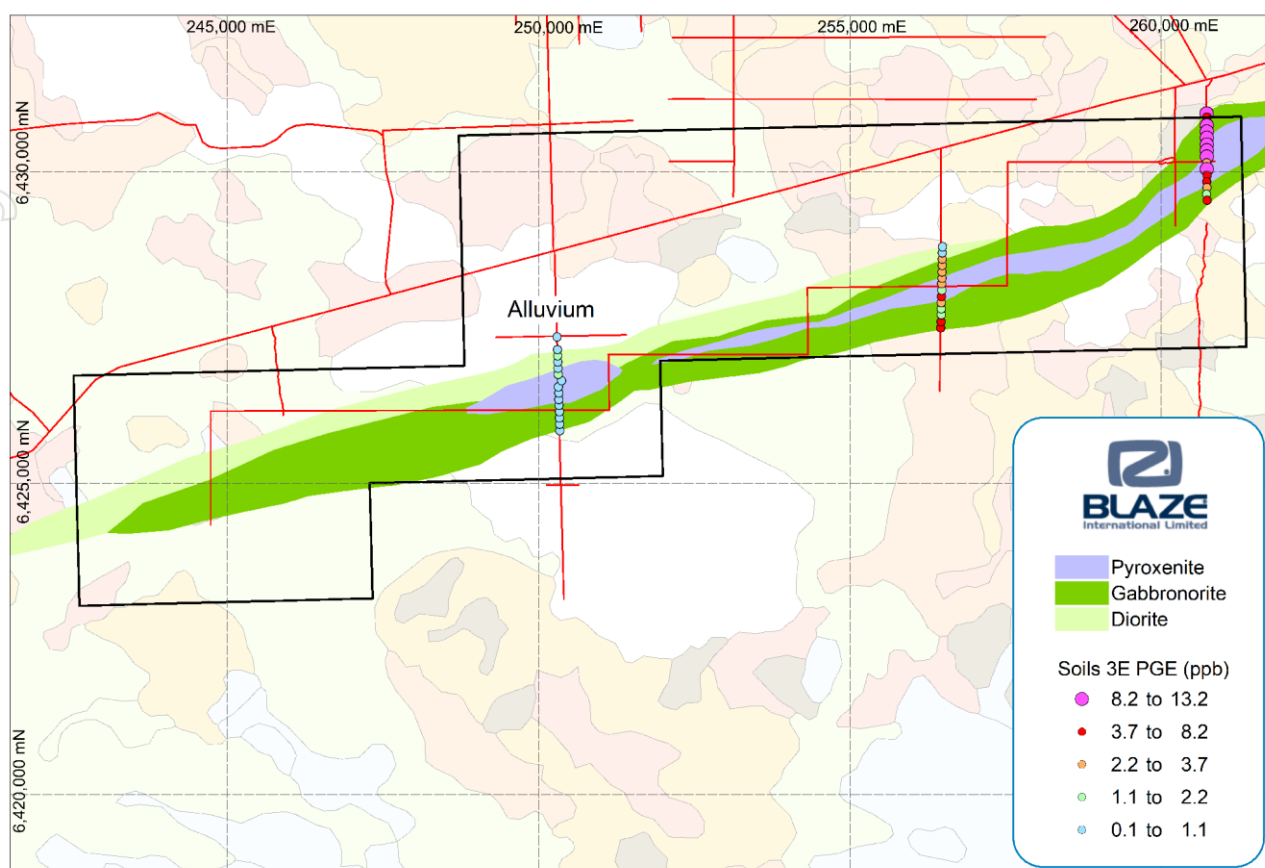 245,000 mE
250,000 mE
255,000 mE
260,000 mE
6,430,000 mN
6,425,000 mN
6,420,000 mN
Alluvium
BLAZE
International Limited
Pyroxenite
Gabbronorite
Diorite
Soils 3E PGE (ppb)
8.2 to 13.2
3.7 to 8.2
2.2 to 3.7
1.1 to 2.2
0.1 to 1.1